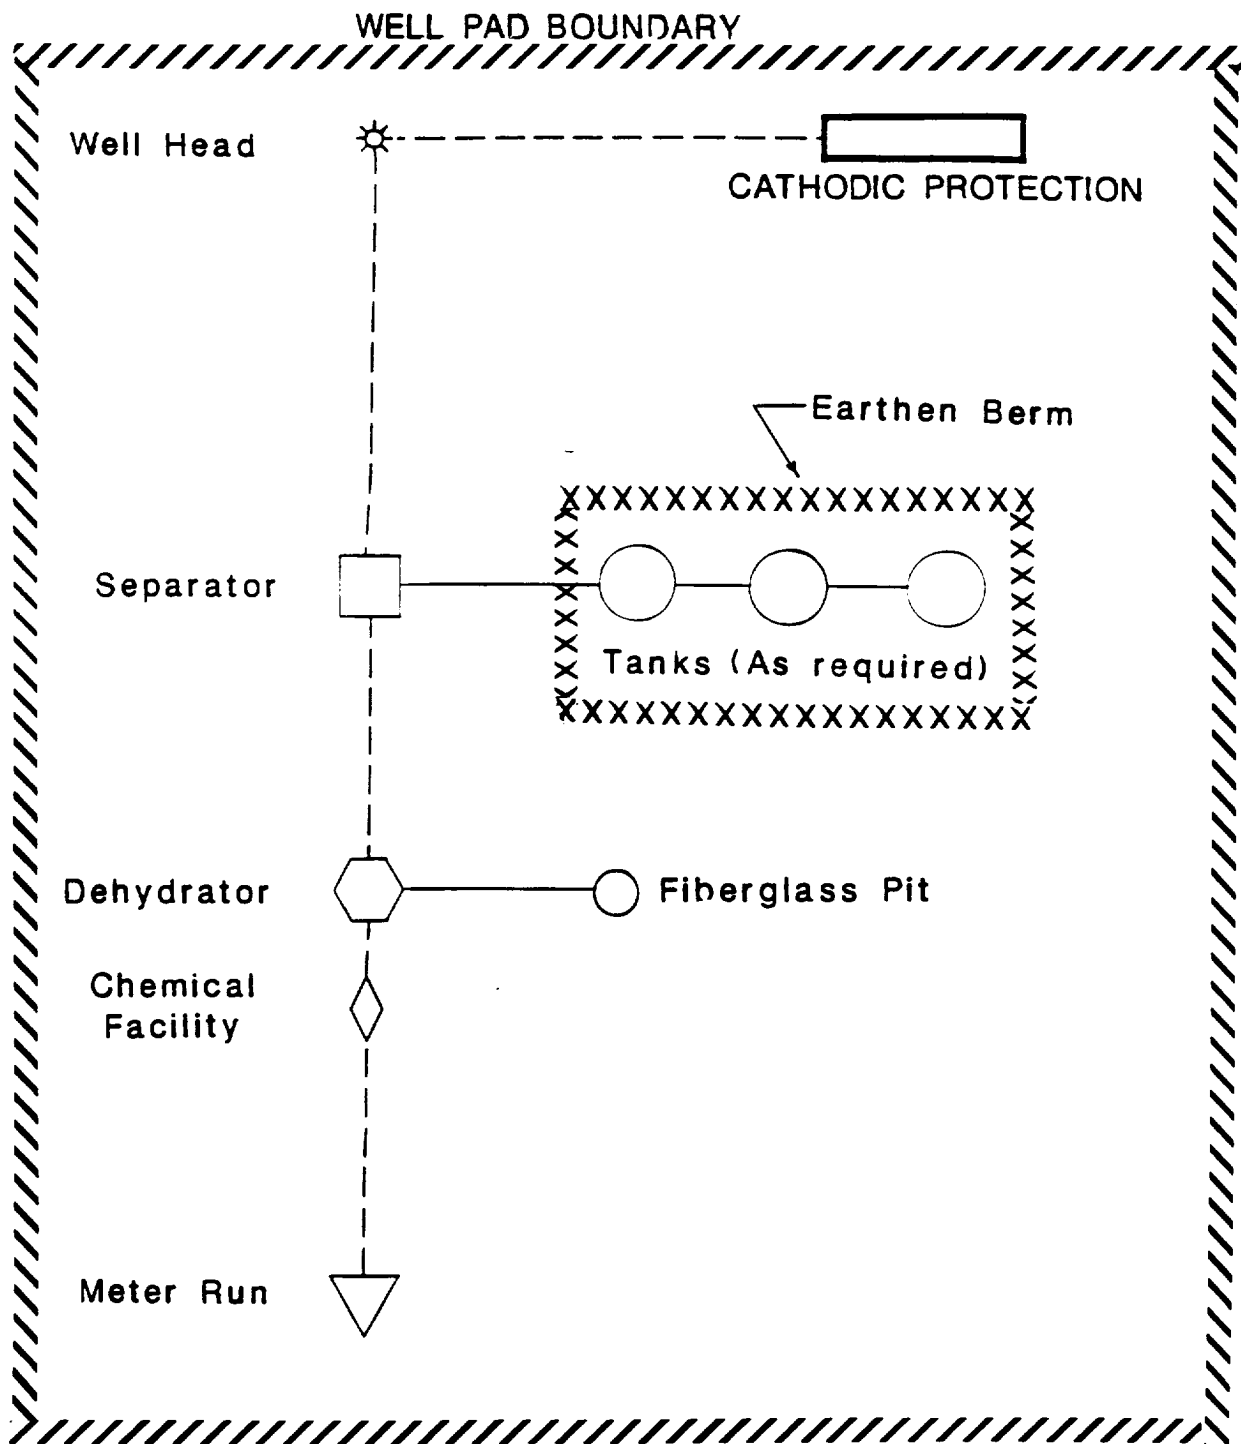 WELL PAD BOUNDARY
Well Head
CATHODIC PROTECTION
Earthen Berm
Separator
Tanks (As required)
Dehydrator
Fiberglass Pit
Chemical
Facility
Meter Run